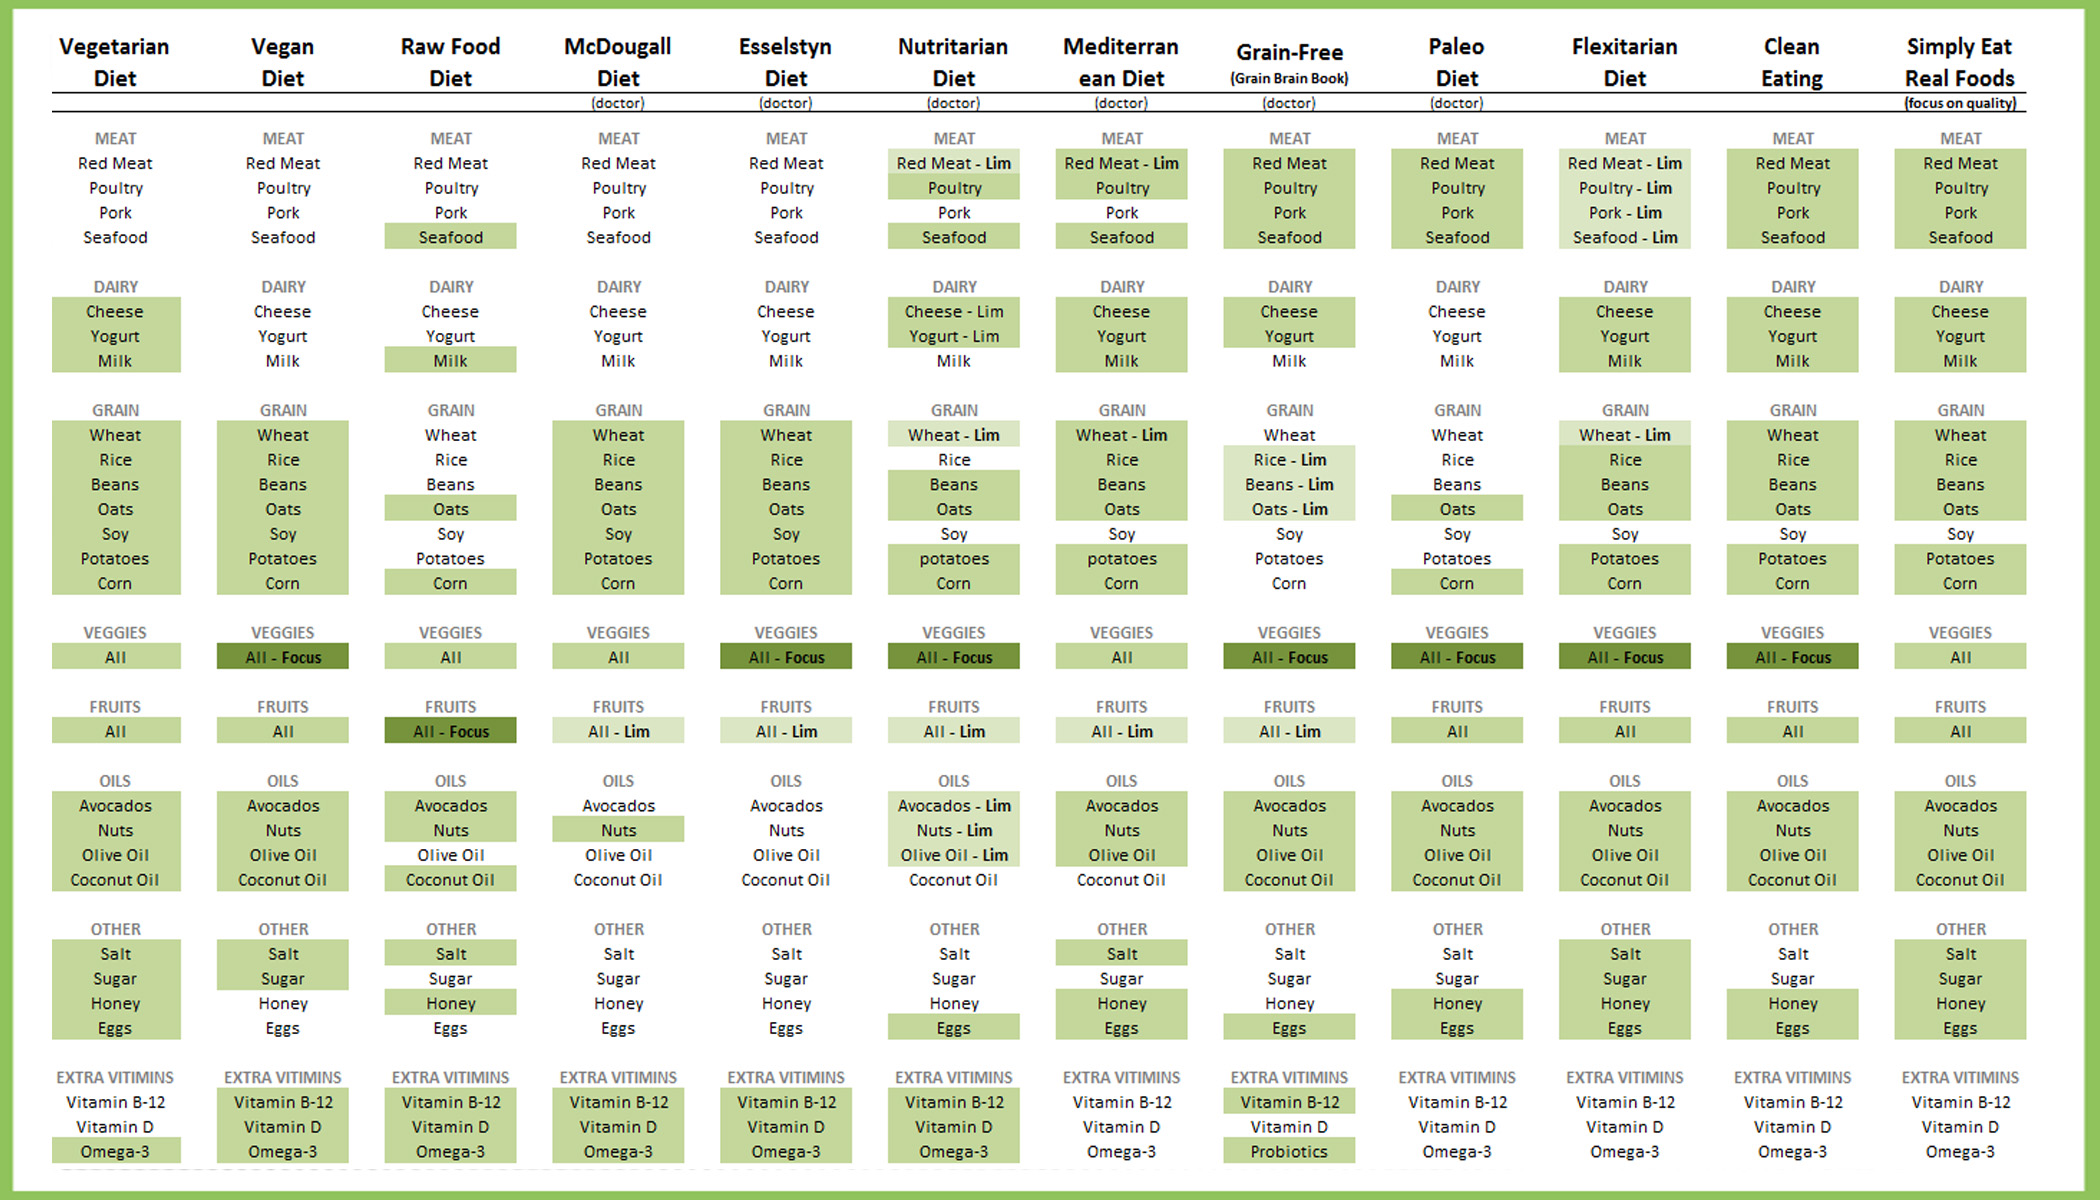 Vegetarian Diet Vegan Diet Raw Food Diet McDougall Diet Esselstyn Diet Nutritarian Diet Mediterran ean Diet Grain-Free (Grain Brain Book) Paleo Diet Flexitarian Diet Clean Eating Simply Eat Real Foods
(doctor) (doctor) (doctor) (doctor) (doctor) (doctor) (focus on quality)
MEAT MEAT MEAT MEAT MEAT MEAT MEAT MEAT MEAT MEAT MEAT MEAT
Red Meat Red Meat Red Meat Red Meat Red Meat Red Meat - Lim Red Meat - Lim Red Meat Red Meat Red Meat - Lim Red Meat Red Meat
Poultry Poultry Poultry Poultry Poultry Poultry Poultry Poultry Poultry Poultry - Lim Poultry Poultry
Pork Pork Pork Pork Pork Pork Pork Pork Pork Pork - Lim Pork Pork
Seafood Seafood Seafood Seafood Seafood Seafood Seafood Seafood Seafood Seafood - Lim Seafood Seafood
DAIRY DAIRY DAIRY DAIRY DAIRY DAIRY DAIRY DAIRY DAIRY DAIRY DAIRY DAIRY
Cheese Cheese Cheese Cheese Cheese Cheese - Lim Cheese Cheese Cheese Cheese Cheese Cheese
Yogurt Yogurt Yogurt Yogurt Yogurt Yogurt - Lim Yogurt Yogurt Yogurt Yogurt Yogurt Yogurt
Milk Milk Milk Milk Milk Milk Milk Milk Milk Milk Milk Milk
GRAIN GRAIN GRAIN GRAIN GRAIN GRAIN GRAIN GRAIN GRAIN GRAIN GRAIN GRAIN
Wheat Wheat Wheat Wheat Wheat Wheat - Lim Wheat - Lim Wheat Wheat Wheat - Lim Wheat Wheat
Rice Rice Rice Rice Rice Rice Rice Rice - Lim Rice Rice Rice Rice
Beans Beans Beans Beans Beans Beans Beans Beans - Lim Beans Beans Beans Beans
Oats Oats Oats Oats Oats Oats Oats Oats - Lim Oats Oats Oats Oats
Soy Soy Soy Soy Soy Soy Soy Soy Soy Soy Soy Soy
Potatoes Potatoes Potatoes Potatoes Potatoes potatoes potatoes Potatoes Potatoes Potatoes Potatoes Potatoes
Corn Corn Corn Corn Corn Corn Corn Corn Corn Corn Corn Corn
VEGGIES VEGGIES VEGGIES VEGGIES VEGGIES VEGGIES VEGGIES VEGGIES VEGGIES VEGGIES VEGGIES VEGGIES
All All - Focus All All All - Focus All - Focus All All - Focus All - Focus All - Focus All - Focus All
FRUITS FRUITS FRUITS FRUITS FRUITS FRUITS FRUITS FRUITS FRUITS FRUITS FRUITS FRUITS
All All All - Focus All - Lim All - Lim All - Lim All - Lim All - Lim All All All All
OILS OILS OILS OILS OILS OILS OILS OILS OILS OILS OILS OILS
Avocados Avocados Avocados Avocados Avocados Avocados - Lim Avocados Avocados Avocados Avocados Avocados Avocados
Nuts Nuts Nuts Nuts Nuts Nuts - Lim Nuts Nuts Nuts Nuts Nuts Nuts
Olive Oil Olive Oil Olive Oil Olive Oil Olive Oil Olive Oil - Lim Olive Oil Olive Oil Olive Oil Olive Oil Olive Oil Olive Oil
Coconut Oil Coconut Oil Coconut Oil Coconut Oil Coconut Oil Coconut Oil Coconut Oil Coconut Oil Coconut Oil Coconut Oil Coconut Oil Coconut Oil
OTHER OTHER OTHER OTHER OTHER OTHER OTHER OTHER OTHER OTHER OTHER OTHER
Salt Salt Salt Salt Salt Salt Salt Salt Salt Salt Salt Salt
Sugar Sugar Sugar Sugar Sugar Sugar Sugar Sugar Sugar Sugar Sugar Sugar
Honey Honey Honey Honey Honey Honey Honey Honey Honey Honey Honey Honey
Eggs Eggs Eggs Eggs Eggs Eggs Eggs Eggs Eggs Eggs Eggs Eggs
EXTRA VITIMINS EXTRA VITIMINS EXTRA VITIMINS EXTRA VITIMINS EXTRA VITIMINS EXTRA VITIMINS EXTRA VITIMINS EXTRA VITIMINS EXTRA VITIMINS EXTRA VITIMINS EXTRA VITIMINS EXTRA VITIMINS
Vitamin B-12 Vitamin B-12 Vitamin B-12 Vitamin B-12 Vitamin B-12 Vitamin B-12 Vitamin B-12 Vitamin B-12 Vitamin B-12 Vitamin B-12 Vitamin B-12 Vitamin B-12
Vitamin D Vitamin D Vitamin D Vitamin D Vitamin D Vitamin D Vitamin D Vitamin D Vitamin D Vitamin D Vitamin D Vitamin D
Omega-3 Omega-3 Omega-3 Omega-3 Omega-3 Omega-3 Omega-3 Probiotics Omega-3 Omega-3 Omega-3 Omega-3